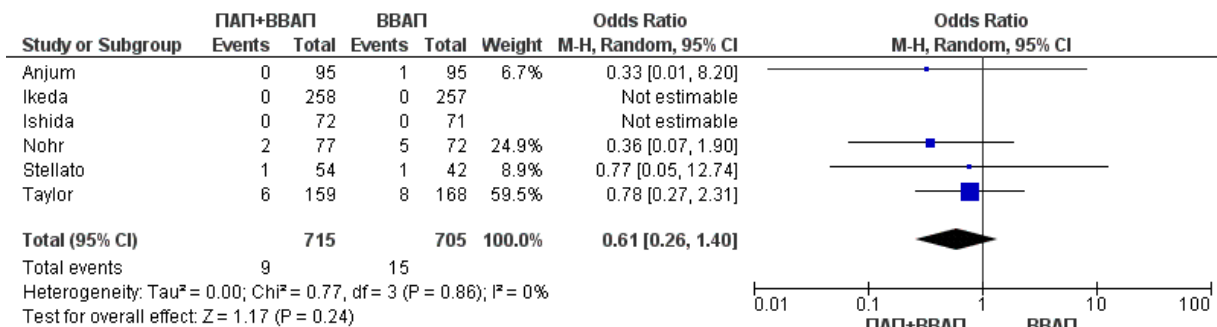 ПАП+ВВАП ВВАП Odds Ratio Odds Ratio
Study or Subgroup Events Total Events Total Weight M-H, Random, 95% CI M-H, Random, 95% CI
Anjum 0 95 1 95 6.7% 0.33 [0.01, 8.20]
Ikeda 0 258 0 257 Not estimable
Ishida 0 72 0 71 Not estimable
Nohr 2 77 5 72 24.9% 0.36 [0.07, 1.90]
Stellato 1 54 1 42 8.9% 0.77 [0.05, 12.74]
Taylor 6 159 8 168 59.5% 0.78 [0.27, 2.31]
Total (95% CI) 715 705 100.0% 0.61 [0.26, 1.40]
Total events 9 15
Heterogeneity: Tau² = 0.00; Chi² = 0.77, df = 3 (P = 0.86); I² = 0%
Test for overall effect: Z = 1.17 (P = 0.24)
0.01 0.1 1 10 100
ПАП+ВВАП ВВАП